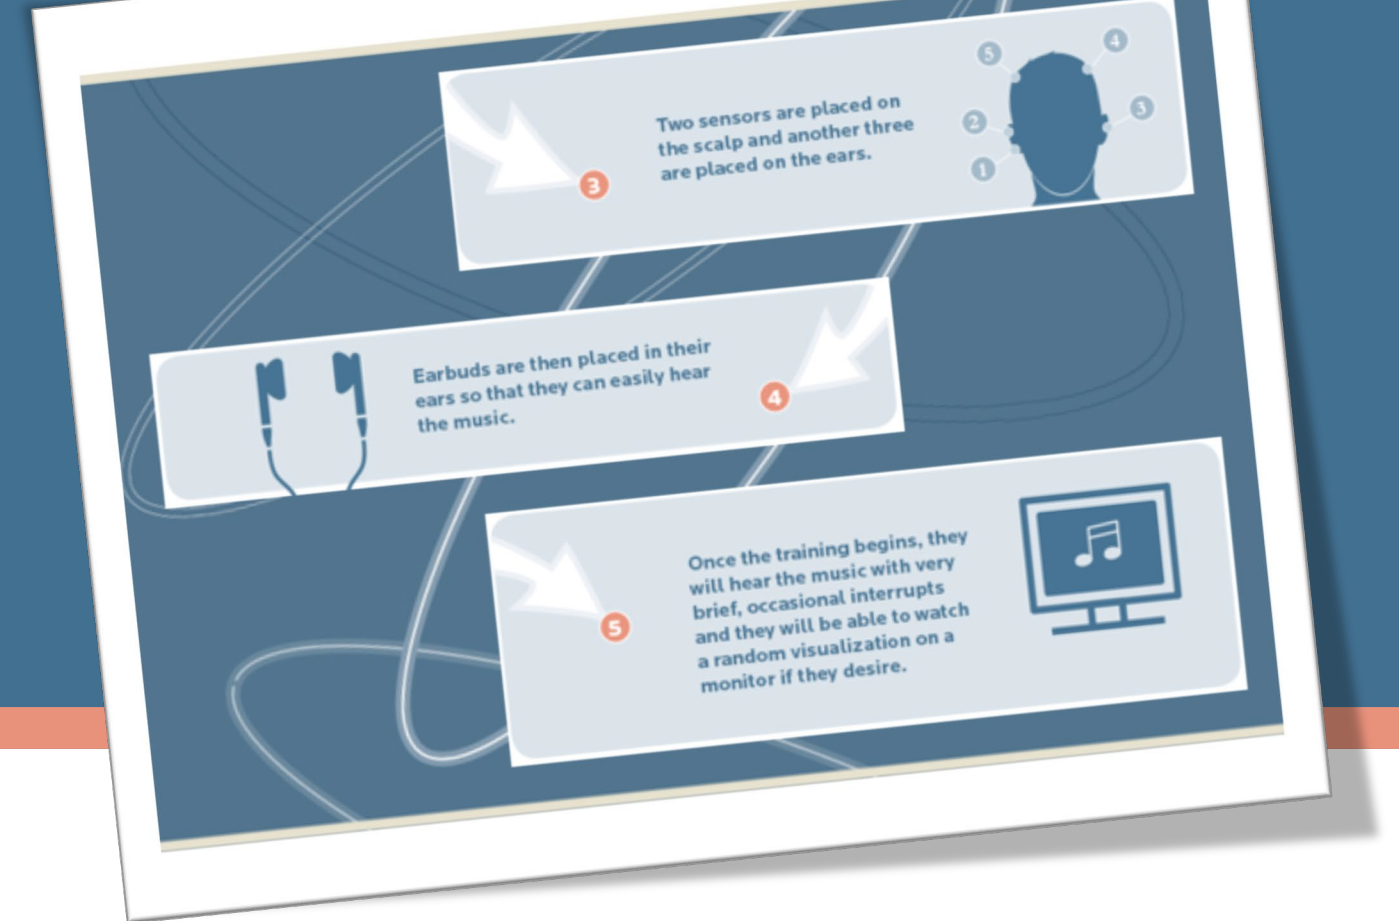 Two sensors are placed on
the scalp and another three
are placed on the ears.
3
5
4
2
3
1
Earbuds are then placed in their
ears so that they can easily hear
the music.
4
Once the training begins, they
will hear the music with very
brief, occasional interrupts
and they will be able to watch
a random visualization on a
monitor if they desire.
5